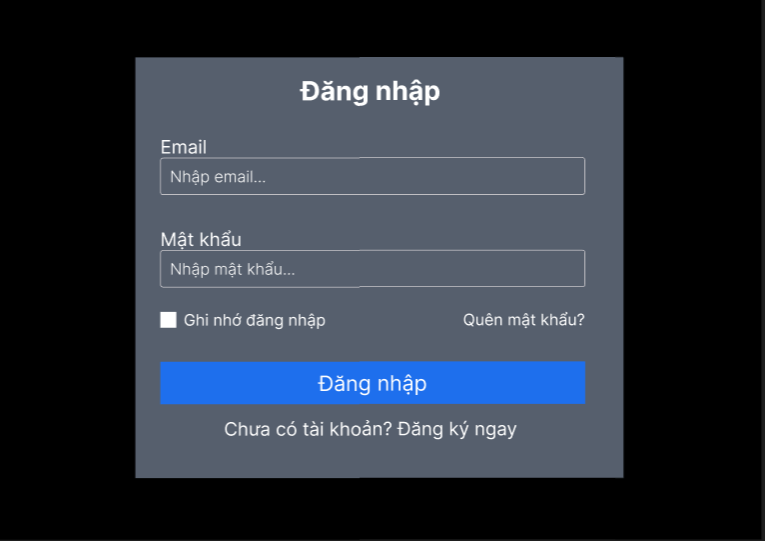 Đăng nhập
Email
Nhập email...
Mật khẩu
Nhập mật khẩu...
Ghi nhớ đăng nhập Quên mật khẩu?
Đăng nhập
Chưa có tài khoản? Đăng ký ngay